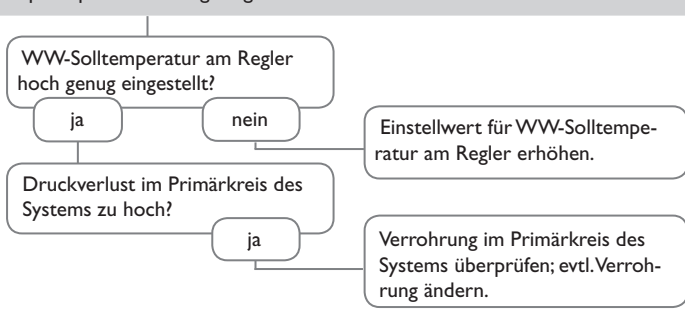 WW-Solltemperatur am Regler
hoch genug eingestellt?
ja
nein
Einstellwert für WW-Solltempe-
ratur am Regler erhöhen.
Druckverlust im Primärkreis des
Systems zu hoch?
ja
Verrohrung im Primärkreis des
Systems überprüfen; evtl. Verroh-
rung ändern.